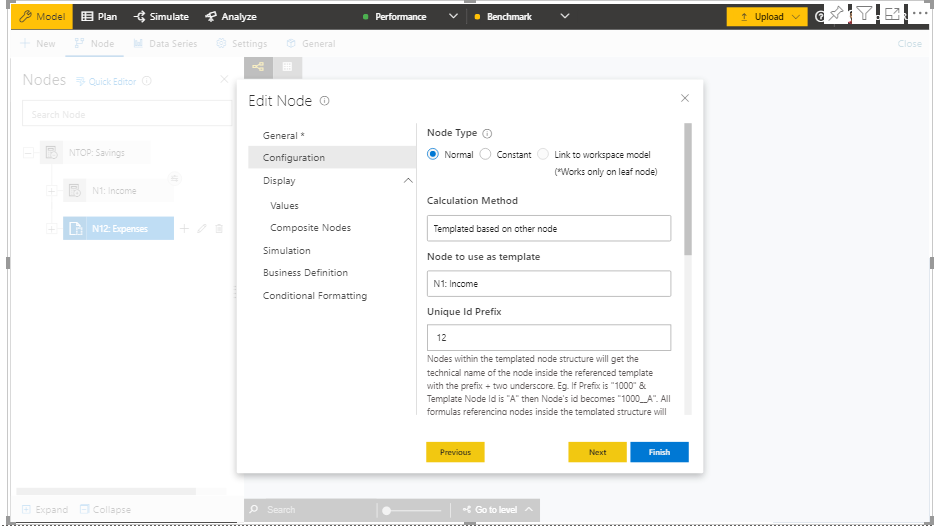 Model Plan Simulate Analyze Performance Benchmark Upload
New Node Data Series Settings General Close
Nodes Quick Editor
Search Node
NTOP: Savings
N1: Income
N12: Expenses
Edit Node
General *
Configuration
Display
Values
Composite Nodes
Simulation
Business Definition
Conditional Formatting
Node Type
Normal Constant Link to workspace model
(*Works only on leaf node)
Calculation Method
Templated based on other node
Node to use as template
N1: Income
Unique Id Prefix
12
Nodes within the templated node structure will get the
technical name of the node inside the referenced template
with the prefix + two underscore. Eg. If Prefix is "1000" &
Template Node Id is "A" then Node's id becomes "1000__A". All
formulas referencing nodes inside the templated structure will
Previous Next Finish
Expand Collapse Search Go to level